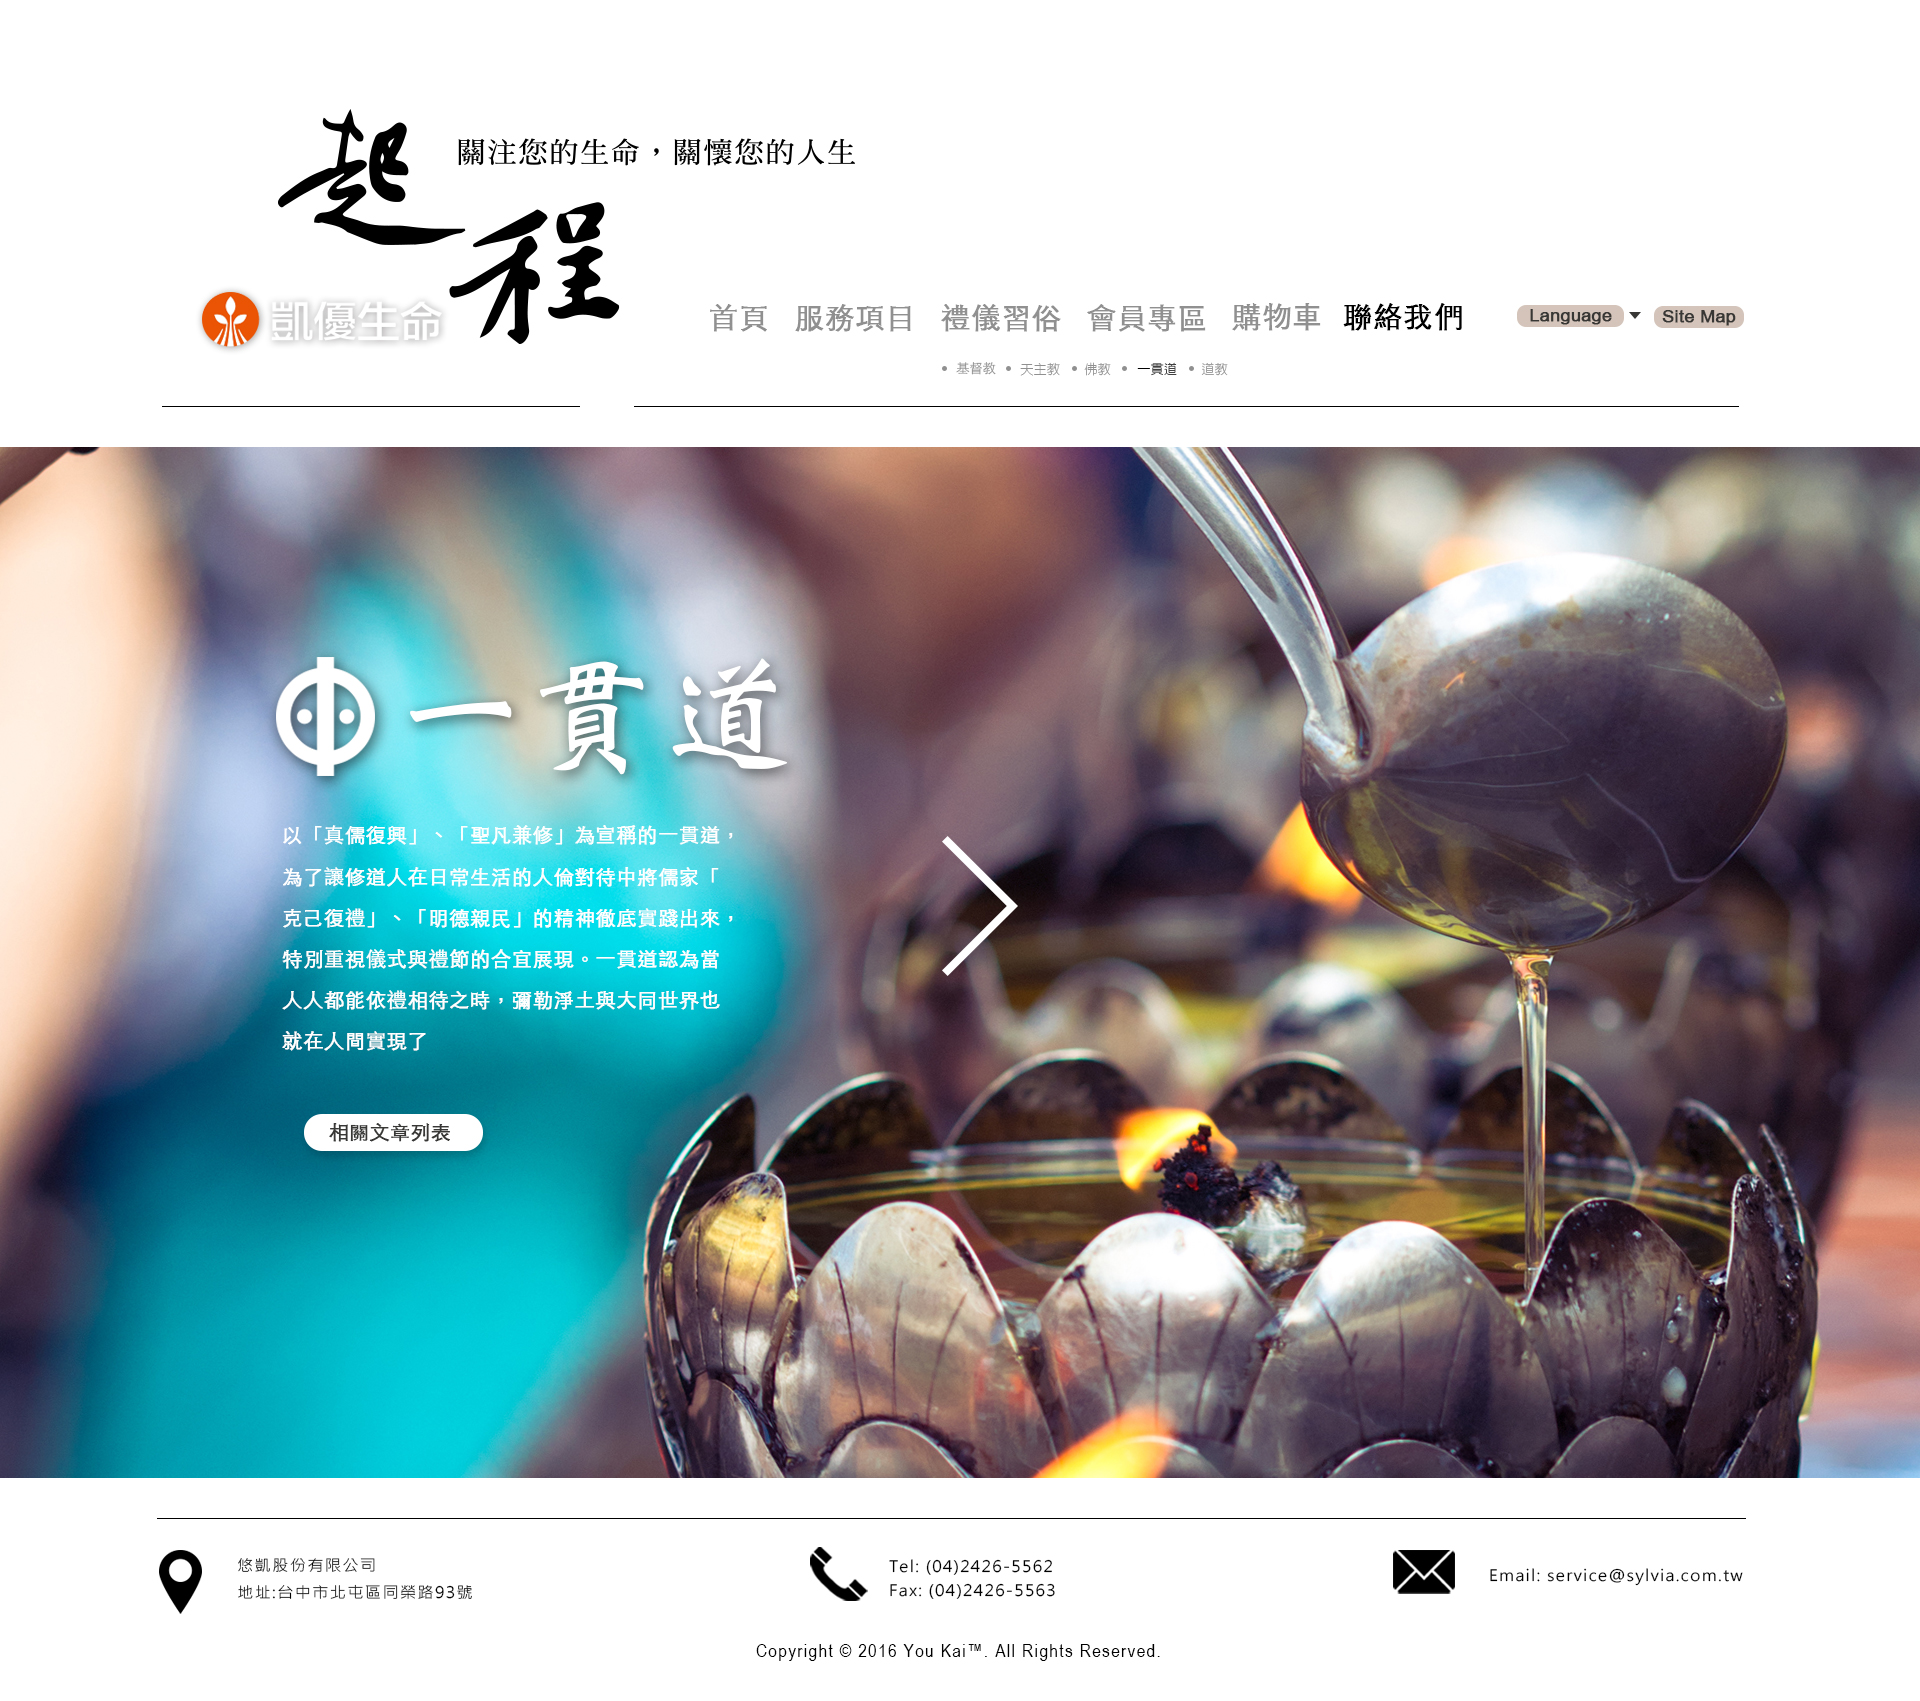 起程
關注您的生命，關懷您的人生
凱優生命
首頁 服務項目 禮儀習俗 會員專區 購物車 聯絡我們 Language Site Map
• 基督教 • 天主教 • 佛教 • 一貫道 • 道教
一貫道
以「真儒復興」、「聖凡兼修」為宣稱的一貫道，
為了讓修道人在日常生活的人倫對待中將儒家「
克己復禮」、「明德親民」的精神徹底實踐出來，
特別重視儀式與禮節的合宜展現。一貫道認為當
人人都能依禮相待之時，彌勒淨土與大同世界也
就在人間實現了
相關文章列表
悠凱股份有限公司
地址:台中市北屯區同榮路93號
Tel: (04)2426-5562
Fax: (04)2426-5563
Email: service@sylvia.com.tw
Copyright © 2016 You Kai™. All Rights Reserved.